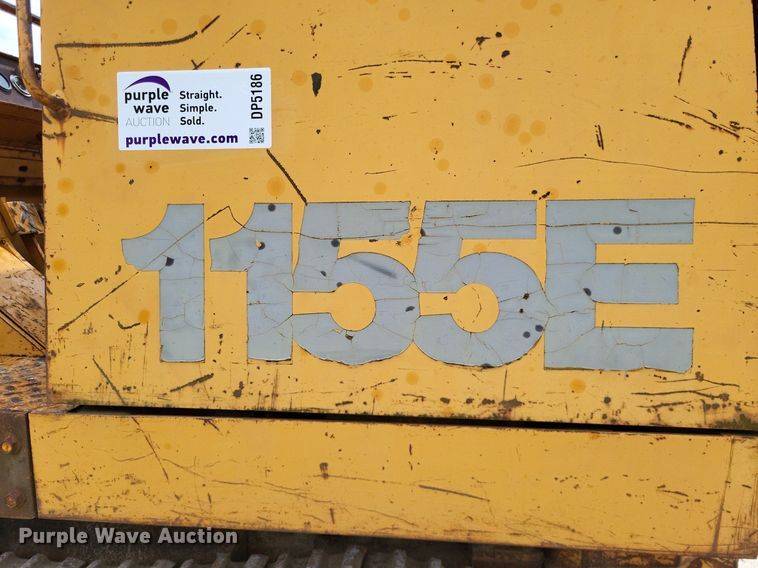 purple
wave
AUCTION
Straight.
Simple.
Sold.
purplewave.com
DP5186
1155E
Purple Wave Auction